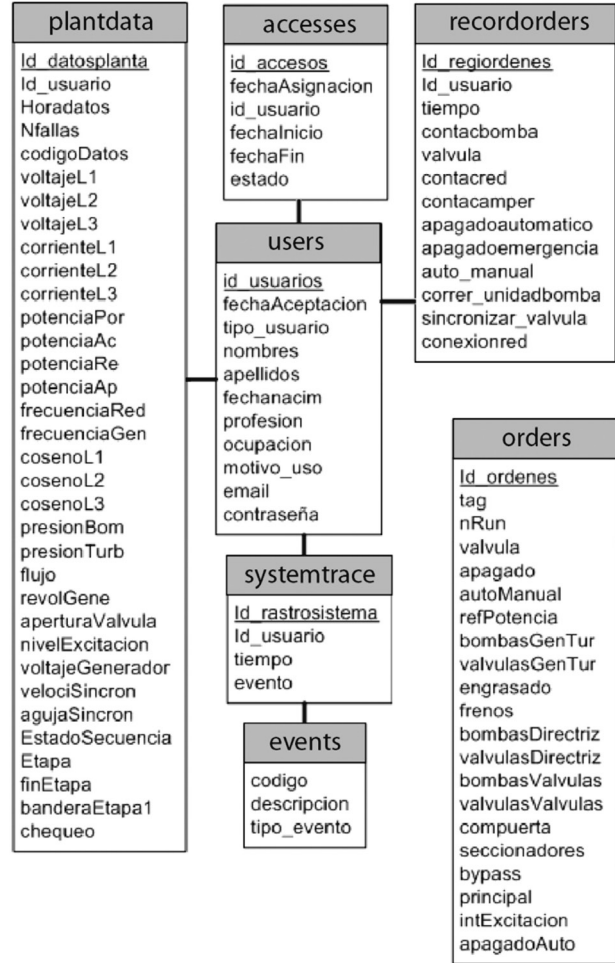 plantdata
Id_datosplanta
Id_usuario
Horadatos
Nfallas
codigoDatos
voltajeL1
voltajeL2
voltajeL3
corrienteL1
corrienteL2
corrienteL3
potenciaPor
potenciaAc
potenciaRe
potenciaAp
frecuenciaRed
frecuenciaGen
cosenoL1
cosenoL2
cosenoL3
presionBom
presionTurb
flujo
revolGene
aperturaValvula
nivelExcitacion
voltajeGenerador
velociSincron
agujaSincron
EstadoSecuencia
Etapa
finEtapa
banderaEtapa1
chequeo
accesses
id_accesos
fechaAsignacion
id_usuario
fechaInicio
fechaFin
estado
users
id_usuarios
fechaAceptacion
tipo_usuario
nombres
apellidos
fechanacim
profesion
ocupacion
motivo_uso
email
contraseña
systemtrace
Id_rastrosistema
Id_usuario
tiempo
evento
events
codigo
descripcion
tipo_evento
recordorders
Id_regiordenes
Id_usuario
tiempo
contacbomba
valvula
contacred
contacamper
apagadoautomatico
apagadoemergencia
auto_manual
correr_unidadbomba
sincronizar_valvula
conexionred
orders
Id_ordenes
tag
nRun
valvula
apagado
autoManual
refPotencia
bombasGenTur
valvulasGenTur
engrasado
frenos
bombasDirectriz
valvulasDirectriz
bombasValvulas
valvulasValvulas
compuerta
seccionadores
bypass
principal
intExcitacion
apagadoAuto